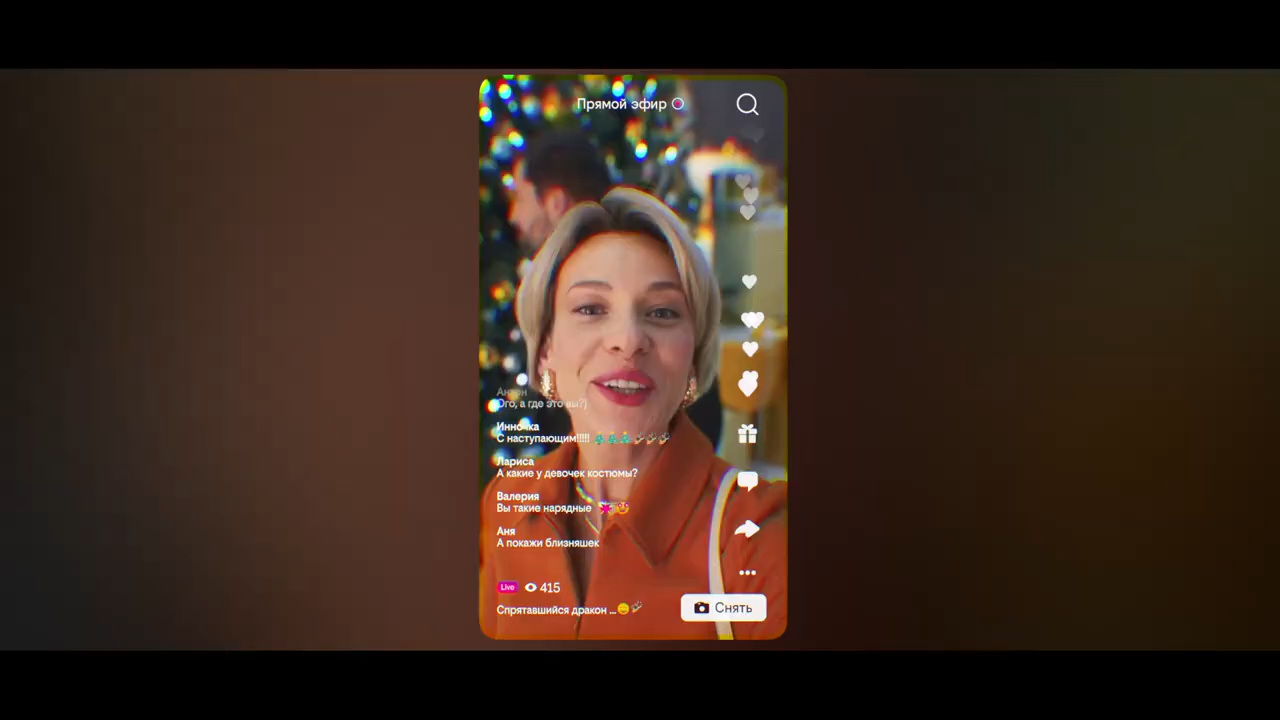 Прямой эфир
Антон
Ого, а где это вы?)
Инночка
С наступающим!!!!!
Лариса
А какие у девочек костюмы?
Валерия
Вы такие нарядные
Аня
А покажи близняшек
Live 415
Спрятавшийся дракон ...
Снять